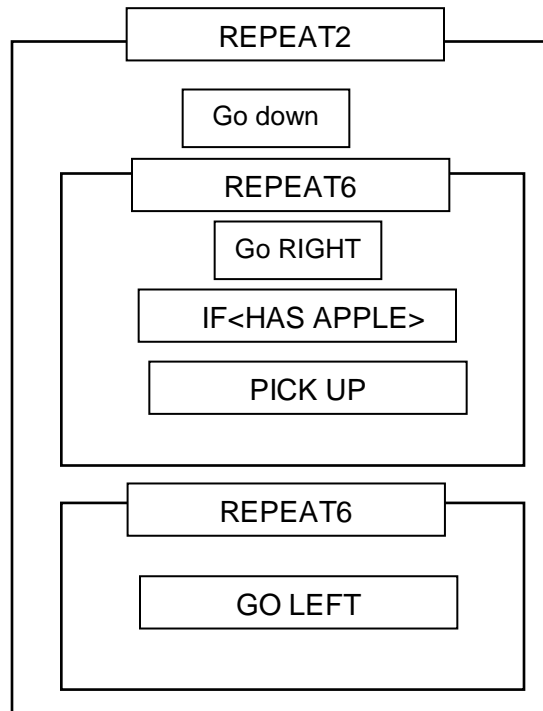 REPEAT2
Go down
REPEAT6
Go RIGHT
IF<HAS APPLE>
PICK UP
REPEAT6
GO LEFT